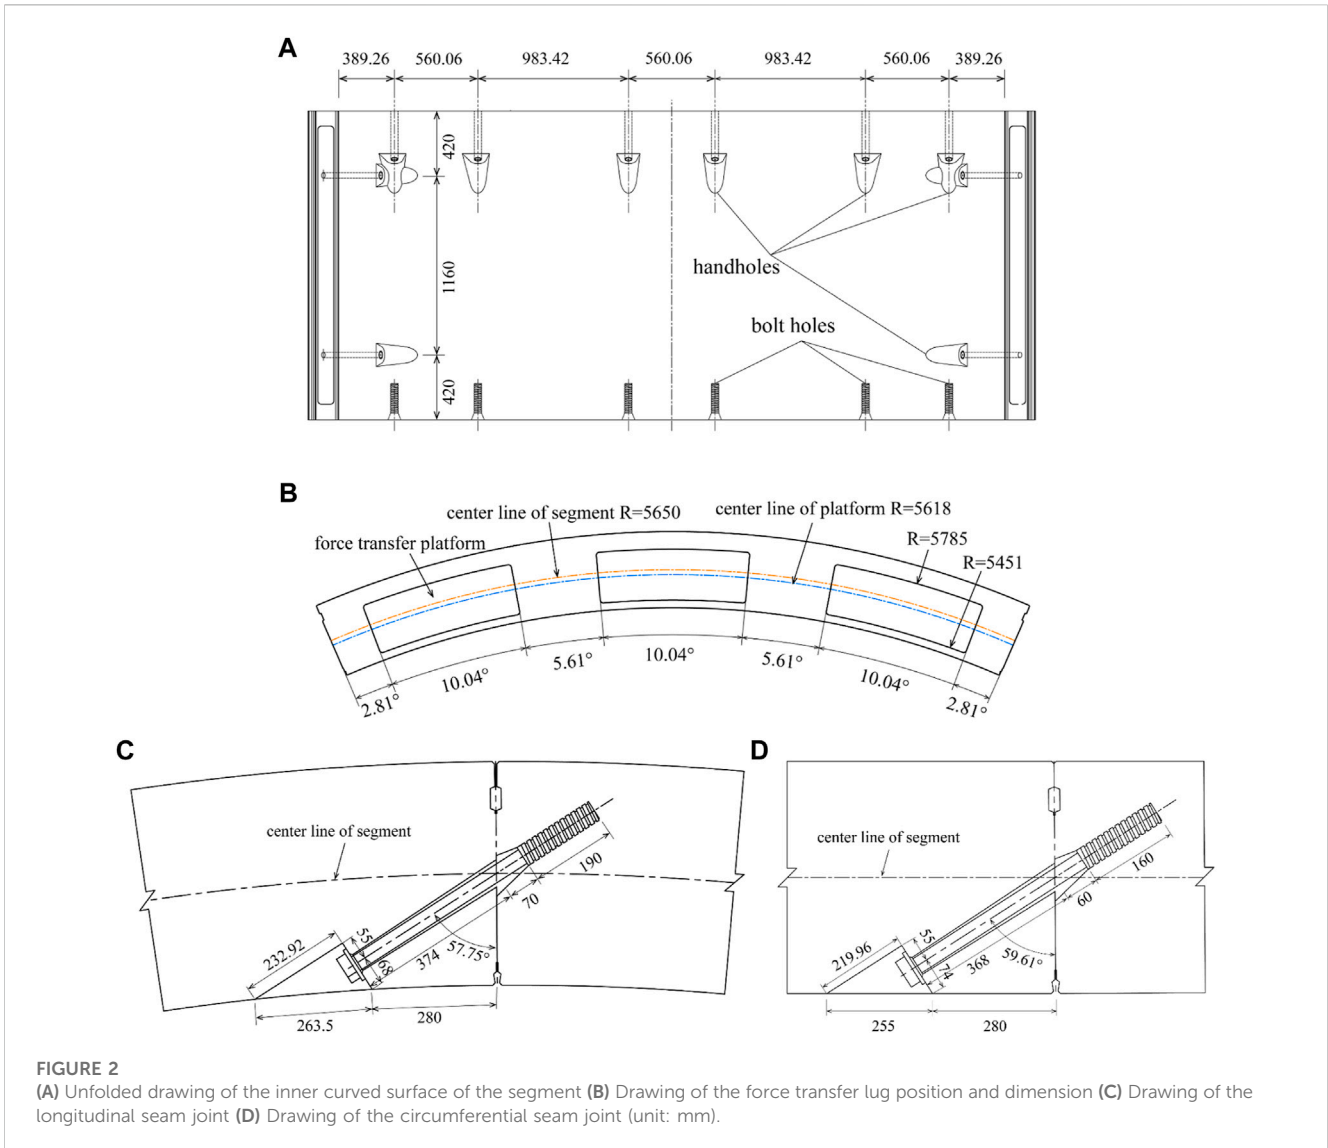 A
389.26 560.06 983.42 560.06 983.42 560.06 389.26
420
1160
420
handholes
bolt holes
B
center line of segment R=5650
center line of platform R=5618
force transfer platform
R=5785
R=5451
2.81° 10.04° 5.61° 10.04° 5.61° 10.04° 2.81°
C
center line of segment
190
70
57.75°
374
55
68
232.92
263.5
280
D
center line of segment
160
60
59.61°
368
55
74
219.96
255
280
FIGURE 2
(A) Unfolded drawing of the inner curved surface of the segment (B) Drawing of the force transfer lug position and dimension (C) Drawing of the
longitudinal seam joint (D) Drawing of the circumferential seam joint (unit: mm).